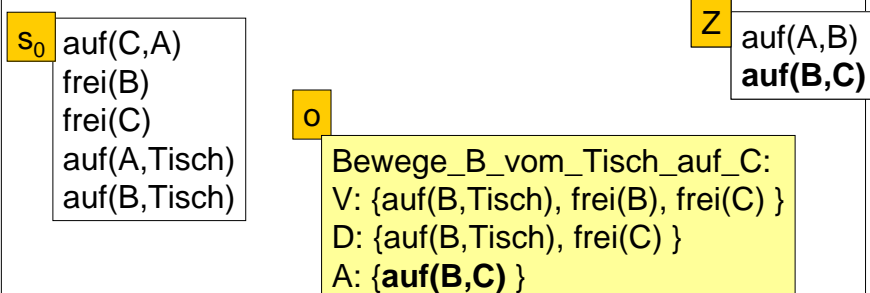 s₀
auf(C,A)
frei(B)
frei(C)
auf(A,Tisch)
auf(B,Tisch)
Z
auf(A,B)
auf(B,C)
o
Bewege_B_vom_Tisch_auf_C:
V: {auf(B,Tisch), frei(B), frei(C) }
D: {auf(B,Tisch), frei(C) }
A: {auf(B,C) }